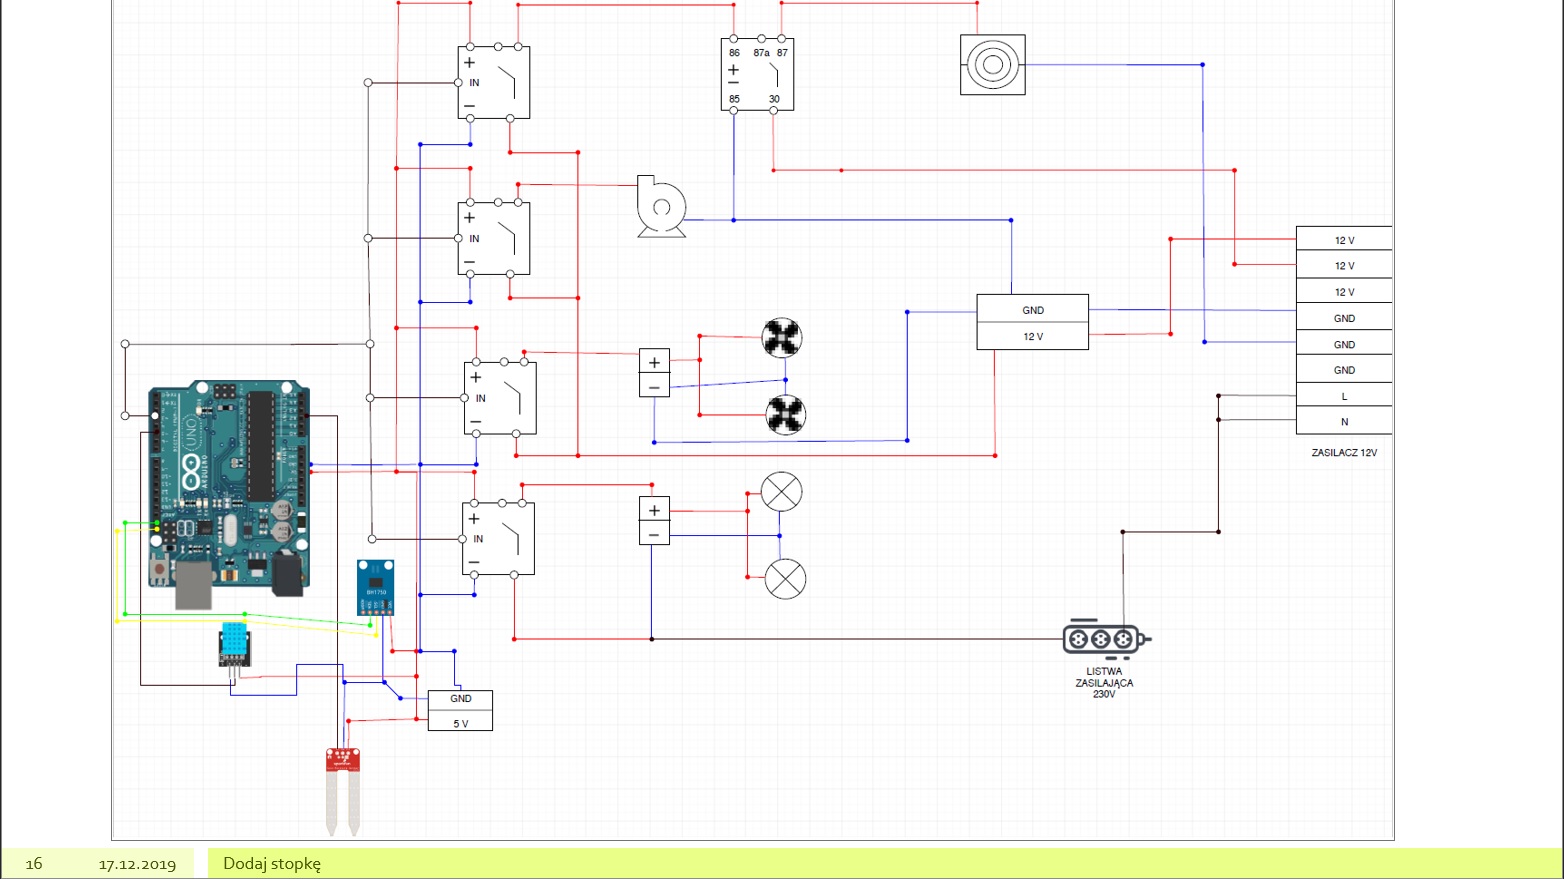 +
IN
−
86 87a 87
+
−
85 30
+
IN
−
12 V
12 V
12 V
GND
GND
GND
L
N
ZASILACZ 12V
GND
12 V
+
−
+
IN
−
UNO
ARDUINO
+
−
+
IN
−
BH1750
LISTWA
ZASILAJĄCA
230V
GND
5 V
16 17.12.2019 Dodaj stopkę